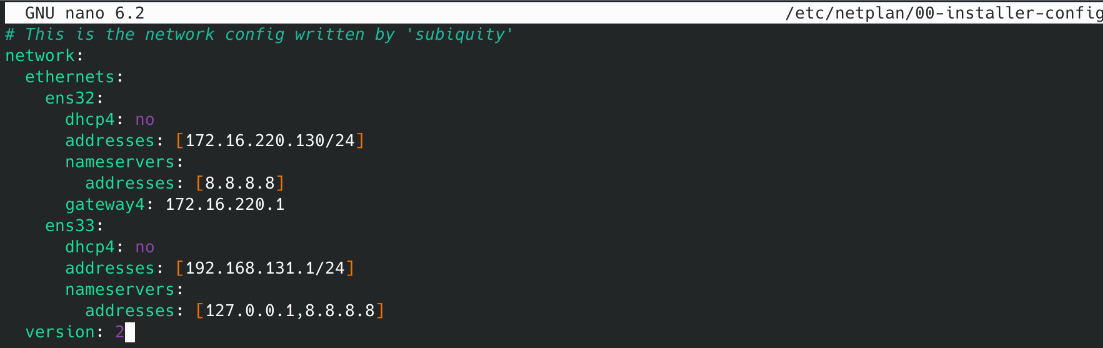 GNU nano 6.2 /etc/netplan/00-installer-config
# This is the network config written by 'subiquity'
network:
  ethernets:
    ens32:
      dhcp4: no
      addresses: [172.16.220.130/24]
      nameservers:
        addresses: [8.8.8.8]
      gateway4: 172.16.220.1
    ens33:
      dhcp4: no
      addresses: [192.168.131.1/24]
      nameservers:
        addresses: [127.0.0.1,8.8.8.8]
  version: 2